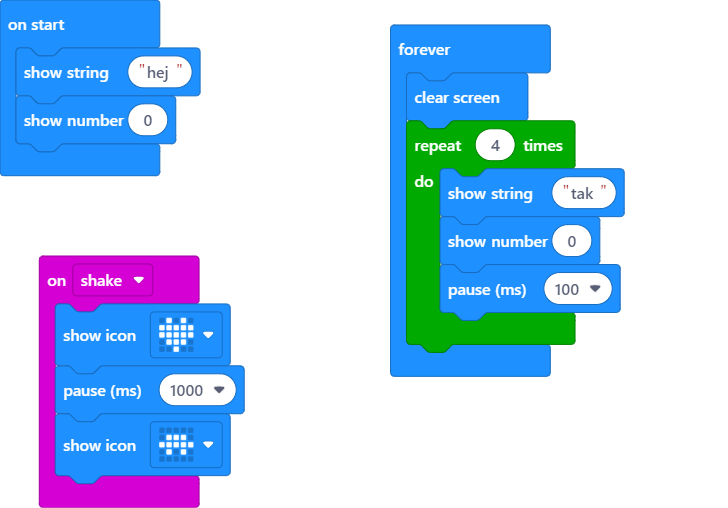 on start
show string "hej "
show number 0
forever
clear screen
repeat 4 times
do
show string "tak "
show number 0
pause (ms) 100
on shake
show icon
pause (ms) 1000
show icon